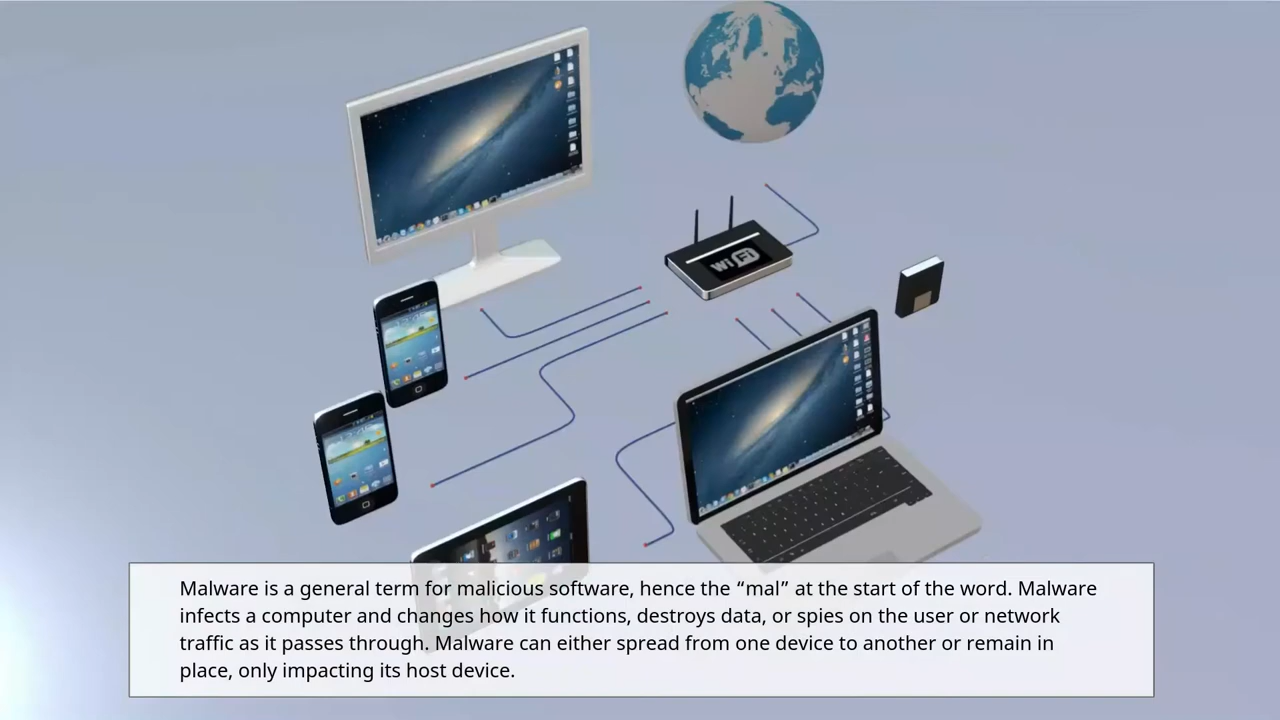 WiFi
Malware is a general term for malicious software, hence the “mal” at the start of the word. Malware
infects a computer and changes how it functions, destroys data, or spies on the user or network
traffic as it passes through. Malware can either spread from one device to another or remain in
place, only impacting its host device.